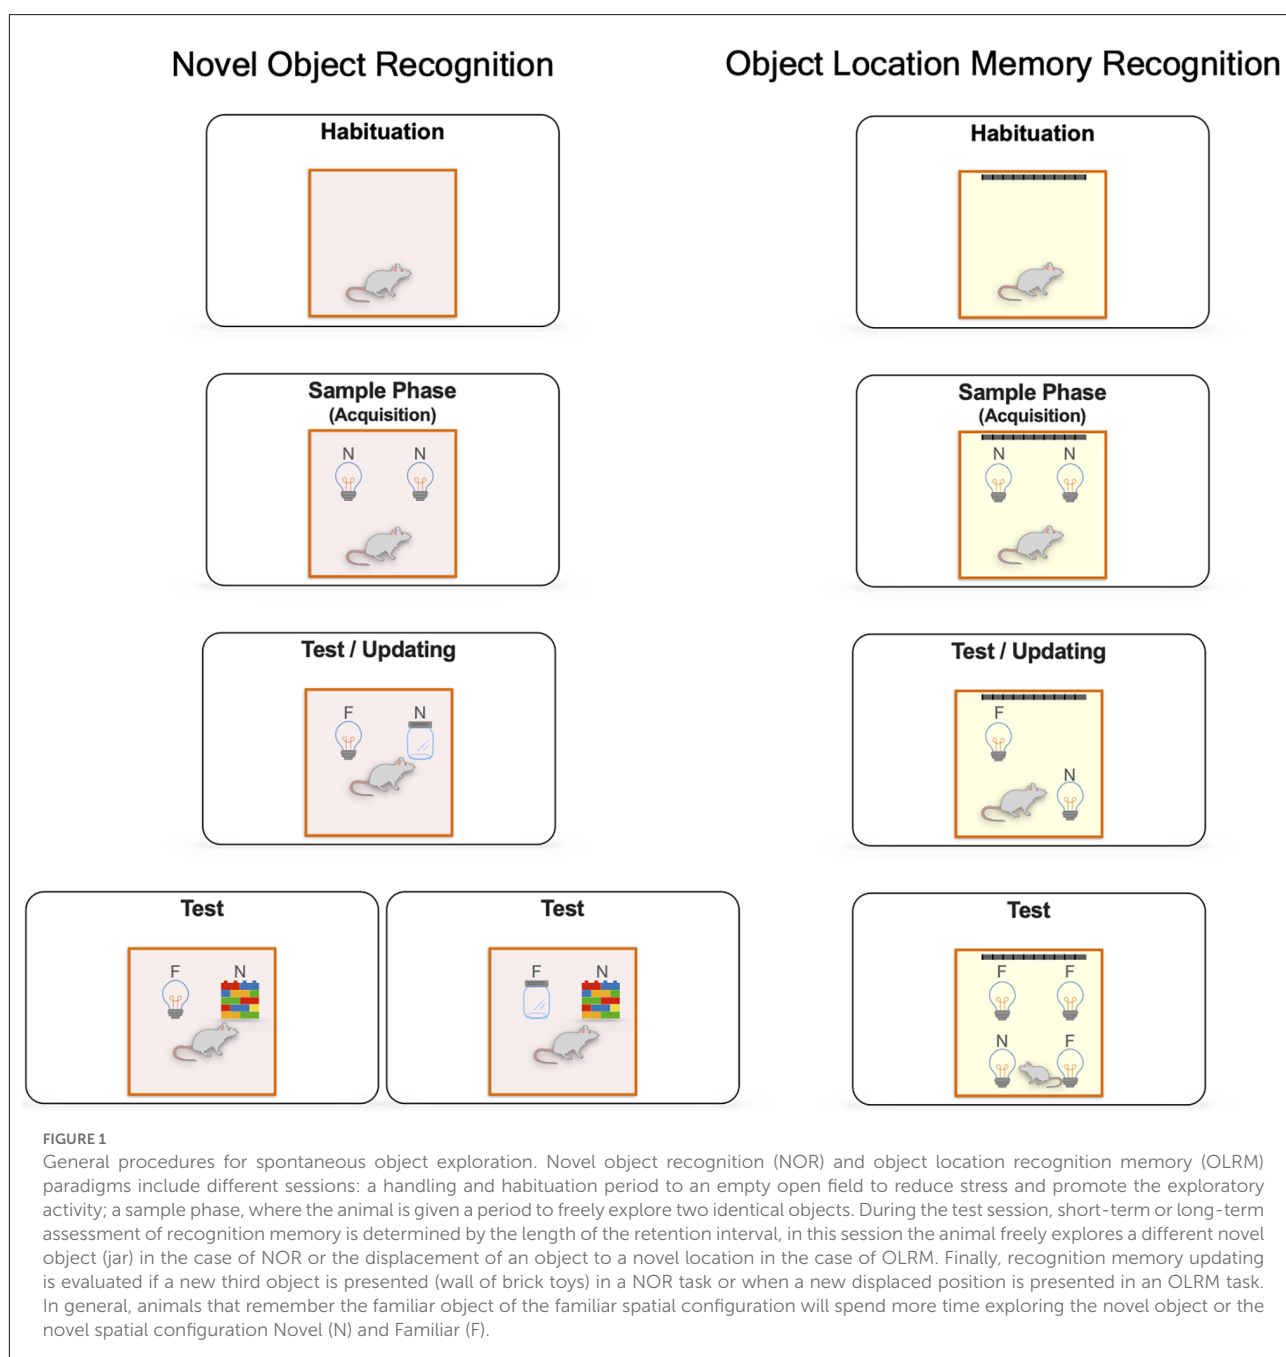 Novel Object Recognition
Habituation
Sample Phase
(Acquisition)
N N
Test / Updating
F N
Test
F N
Test
F N
Object Location Memory Recognition
Habituation
Sample Phase
(Acquisition)
N N
Test / Updating
F
N
Test
F F
N F
FIGURE 1
General procedures for spontaneous object exploration. Novel object recognition (NOR) and object location recognition memory (OLRM)
paradigms include different sessions: a handling and habituation period to an empty open field to reduce stress and promote the exploratory
activity; a sample phase, where the animal is given a period to freely explore two identical objects. During the test session, short-term or long-term
assessment of recognition memory is determined by the length of the retention interval, in this session the animal freely explores a different novel
object (jar) in the case of NOR or the displacement of an object to a novel location in the case of OLRM. Finally, recognition memory updating
is evaluated if a new third object is presented (wall of brick toys) in a NOR task or when a new displaced position is presented in an OLRM task.
In general, animals that remember the familiar object of the familiar spatial configuration will spend more time exploring the novel object or the
novel spatial configuration Novel (N) and Familiar (F).